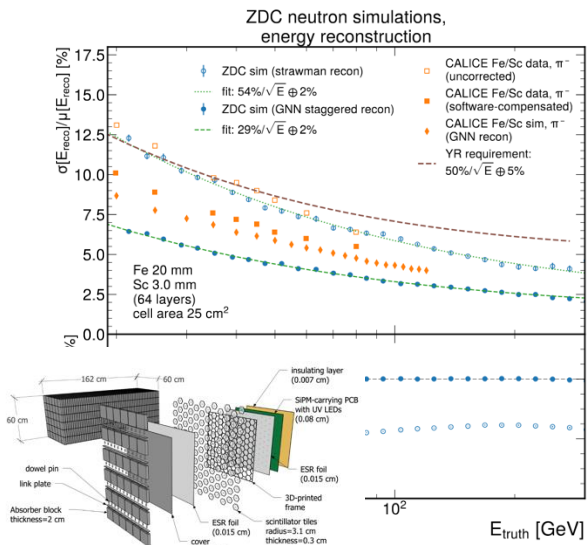 ZDC neutron simulations,
energy reconstruction
σ[E_reco]/μ[E_reco] [%]
17.5
15.0
12.5
10.0
7.5
5.0
2.5
0.0
ZDC sim (strawman recon)
fit: 54%/√E ⊕ 2%
ZDC sim (GNN staggered recon)
fit: 29%/√E ⊕ 2%
CALICE Fe/Sc data, π⁻
(uncorrected)
CALICE Fe/Sc data, π⁻
(software-compensated)
CALICE Fe/Sc sim, π⁻
(GNN recon)
YR requirement:
50%/√E ⊕ 5%
Fe 20 mm
Sc 3.0 mm
(64 layers)
cell area 25 cm²
%]
162 cm
60 cm
60 cm
insulating layer
(0.007 cm)
SiPM-carrying PCB
with UV LEDs
(0.08 cm)
ESR foil
(0.015 cm)
3D-printed
frame
dowel pin
link plate
Absorber block
thickness=2 cm
cover
ESR foil
(0.015 cm)
scintillator tiles
radius=3.1 cm
thickness=0.3 cm
10²
E_truth [GeV]